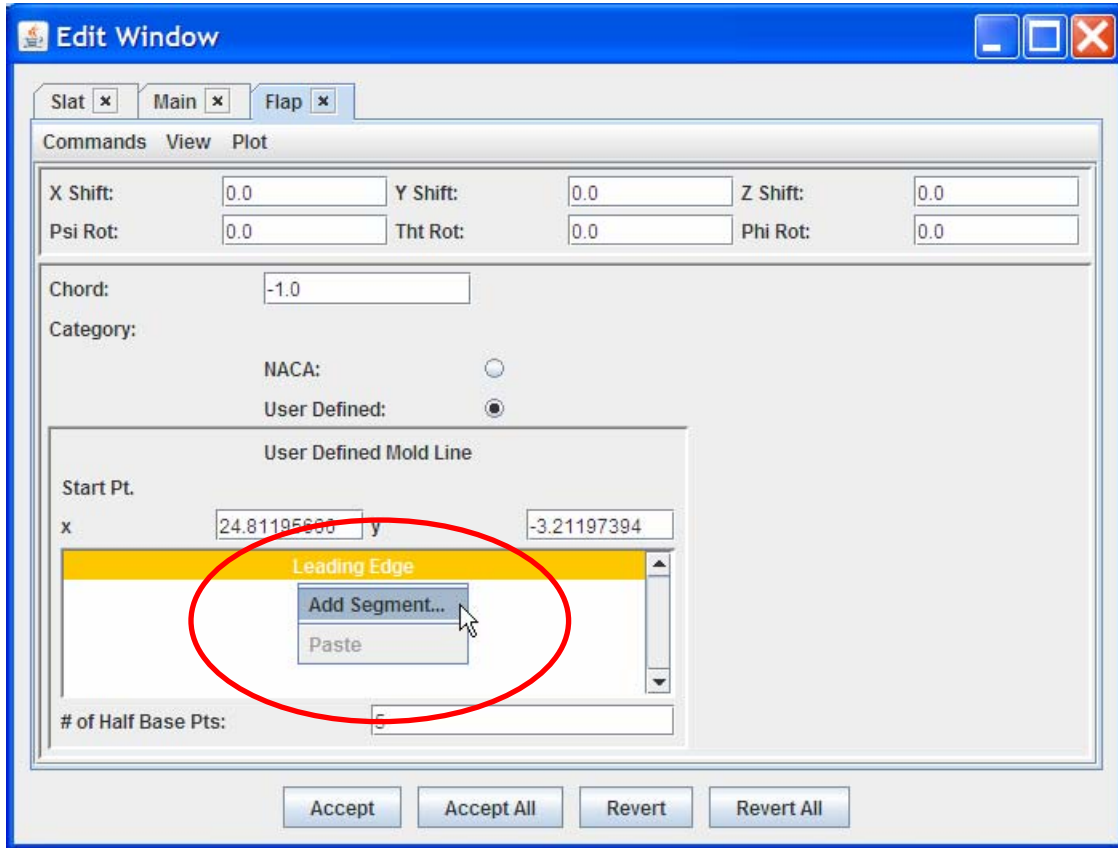 Edit Window
Slat Main Flap
Commands View Plot
X Shift: 0.0 Y Shift: 0.0 Z Shift: 0.0
Psi Rot: 0.0 Tht Rot: 0.0 Phi Rot: 0.0
Chord: -1.0
Category:
NACA:
User Defined:
User Defined Mold Line
Start Pt.
x y -3.21197394
Leading Edge
Add Segment...
Paste
# of Half Base Pts: 5
Accept Accept All Revert Revert All